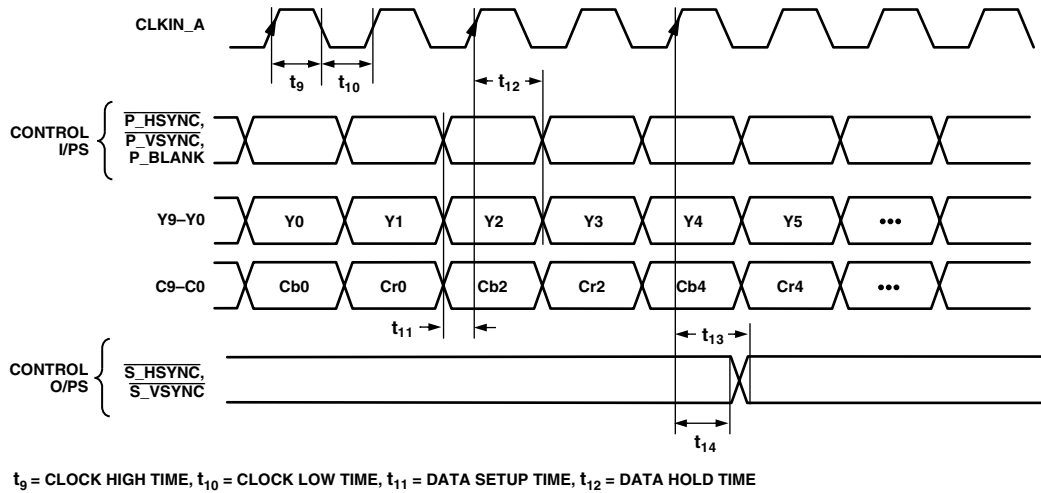 CLKIN_A
t9
t10
t12
CONTROL
I/PS
P_HSYNC,
P_VSYNC,
P_BLANK
Y9–Y0
Y0
Y1
Y2
Y3
Y4
Y5
•••
C9–C0
Cb0
Cr0
Cb2
Cr2
Cb4
Cr4
•••
t11
t13
CONTROL
O/PS
S_HSYNC,
S_VSYNC
t14
t9 = CLOCK HIGH TIME, t10 = CLOCK LOW TIME, t11 = DATA SETUP TIME, t12 = DATA HOLD TIME